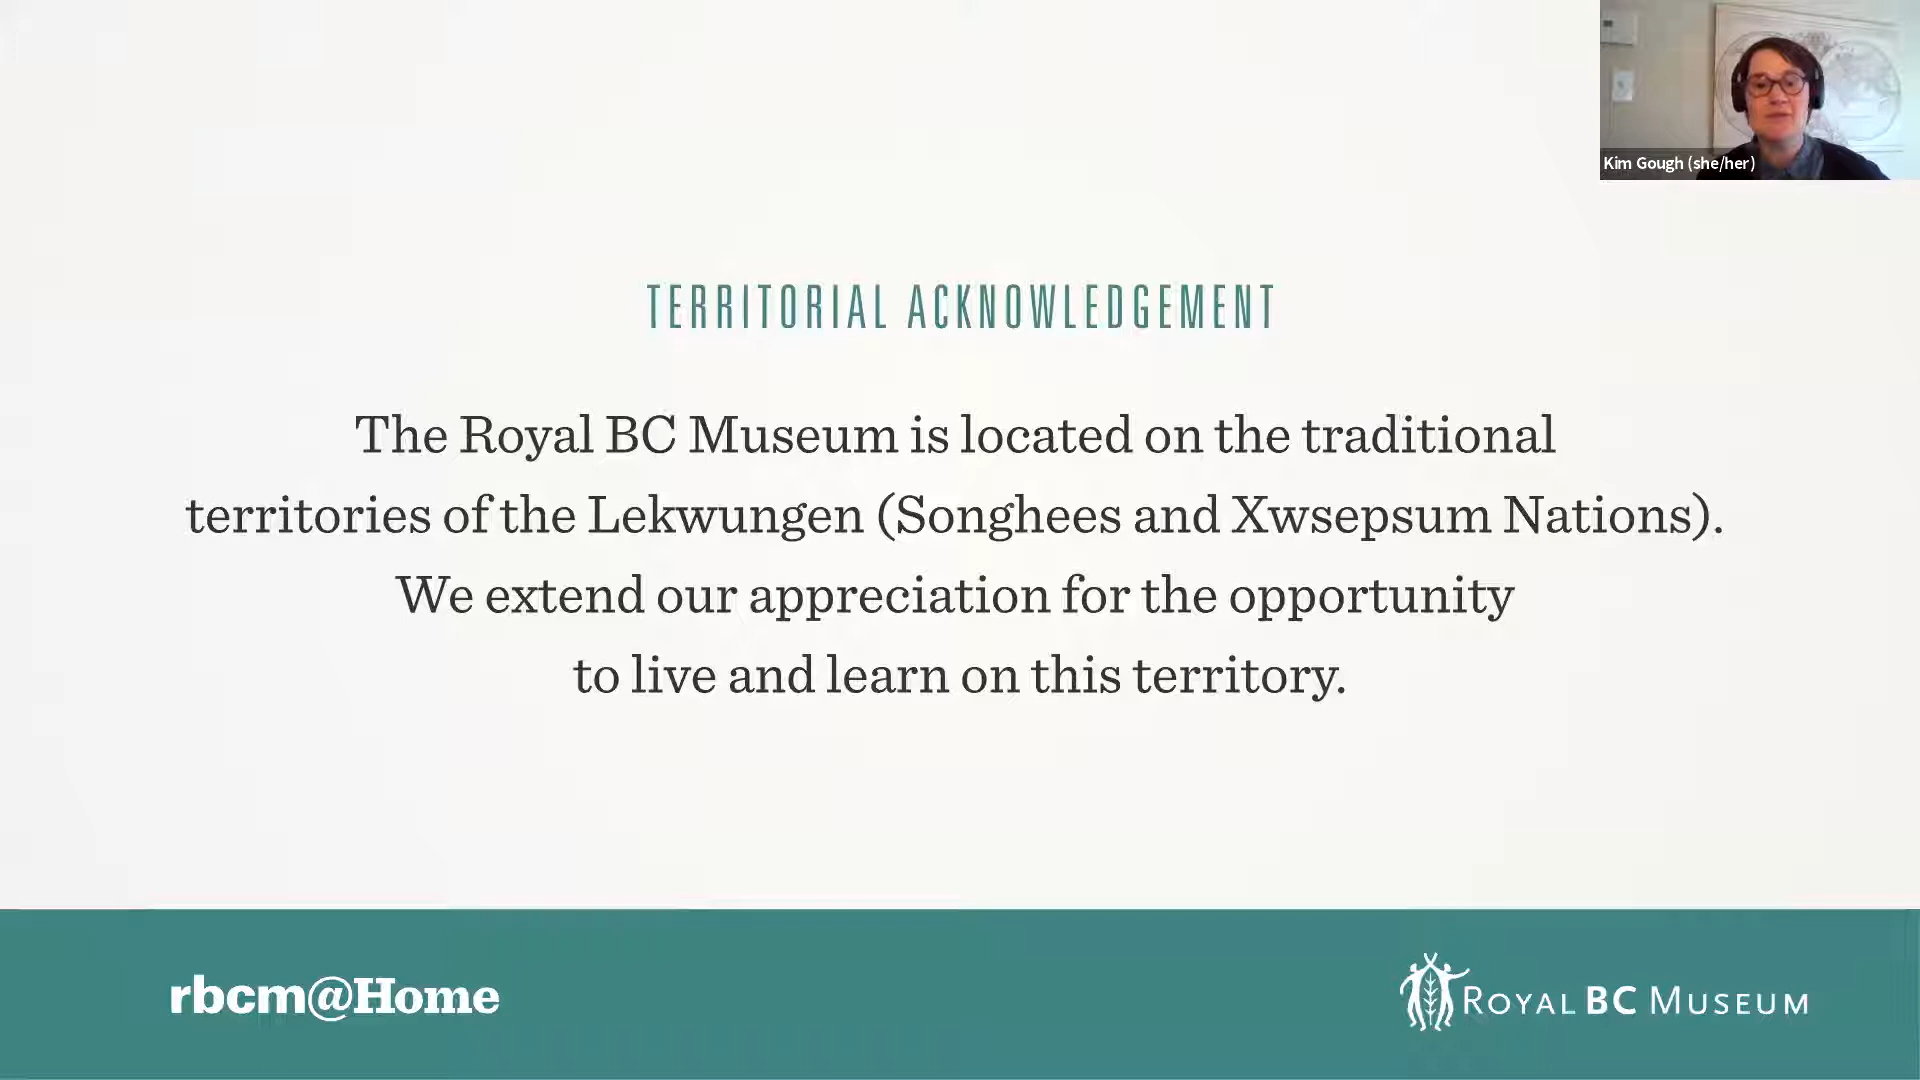 Kim Gough (she/her)
TERRITORIAL ACKNOWLEDGEMENT
The Royal BC Museum is located on the traditional
territories of the Lekwungen (Songhees and Xwsepsum Nations).
We extend our appreciation for the opportunity
to live and learn on this territory.
rbcm@Home
ROYAL BC MUSEUM